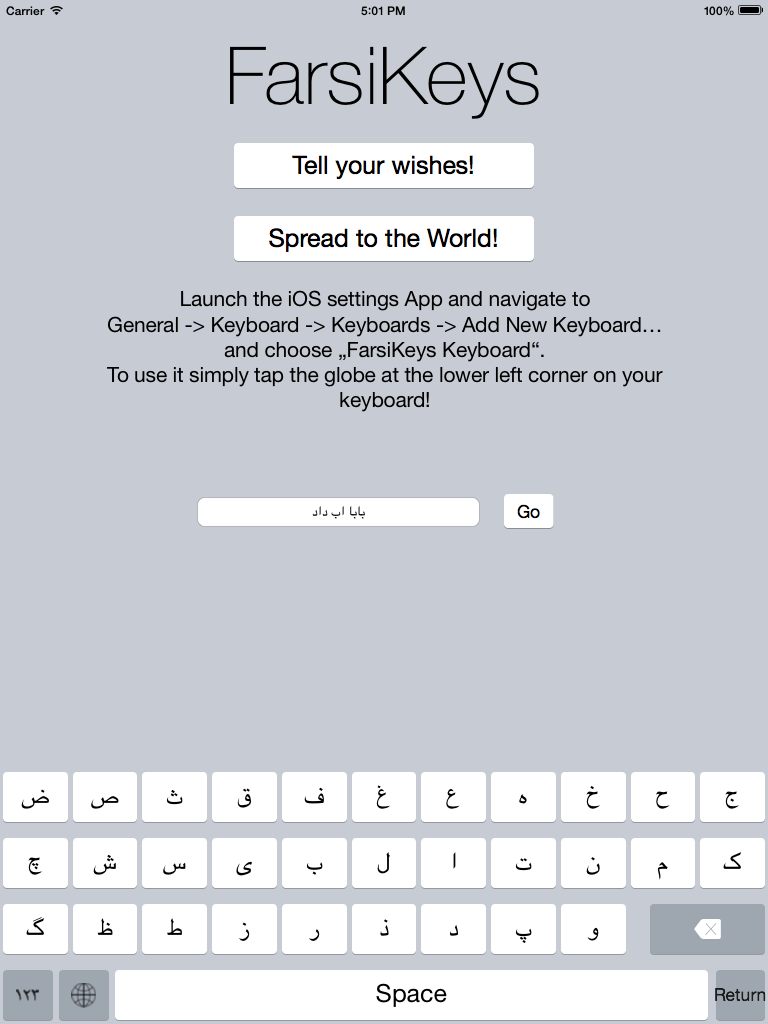 Carrier 5:01 PM 100%
FarsiKeys
Tell your wishes!
Spread to the World!
Launch the iOS settings App and navigate to
General -> Keyboard -> Keyboards -> Add New Keyboard...
and choose „FarsiKeys Keyboard“.
To use it simply tap the globe at the lower left corner on your
keyboard!
بابا اب داد Go
ض ص ث ق ف غ ع ه خ ح ج
چ ش س ی ب ل ا ت ن م ک
گ ظ ط ز ر ذ د پ و
۱۲۳ Space Return